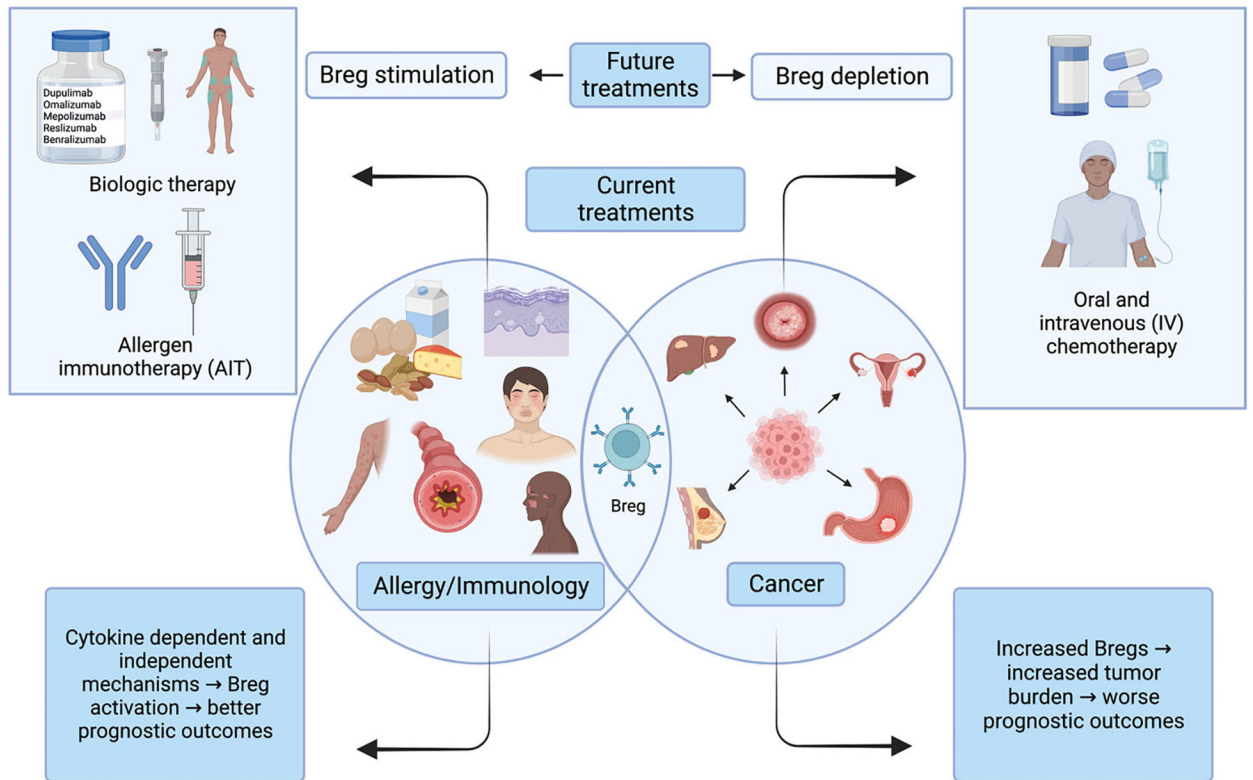 Dupulimab
Omalizumab
Mepolizumab
Reslizumab
Benralizumab
Biologic therapy
Allergen
immunotherapy (AIT)
Breg stimulation
Future
treatments
Breg depletion
Current
treatments
Oral and
intravenous (IV)
chemotherapy
Breg
Allergy/Immunology
Cancer
Cytokine dependent and
independent
mechanisms → Breg
activation → better
prognostic outcomes
Increased Bregs →
increased tumor
burden → worse
prognostic outcomes